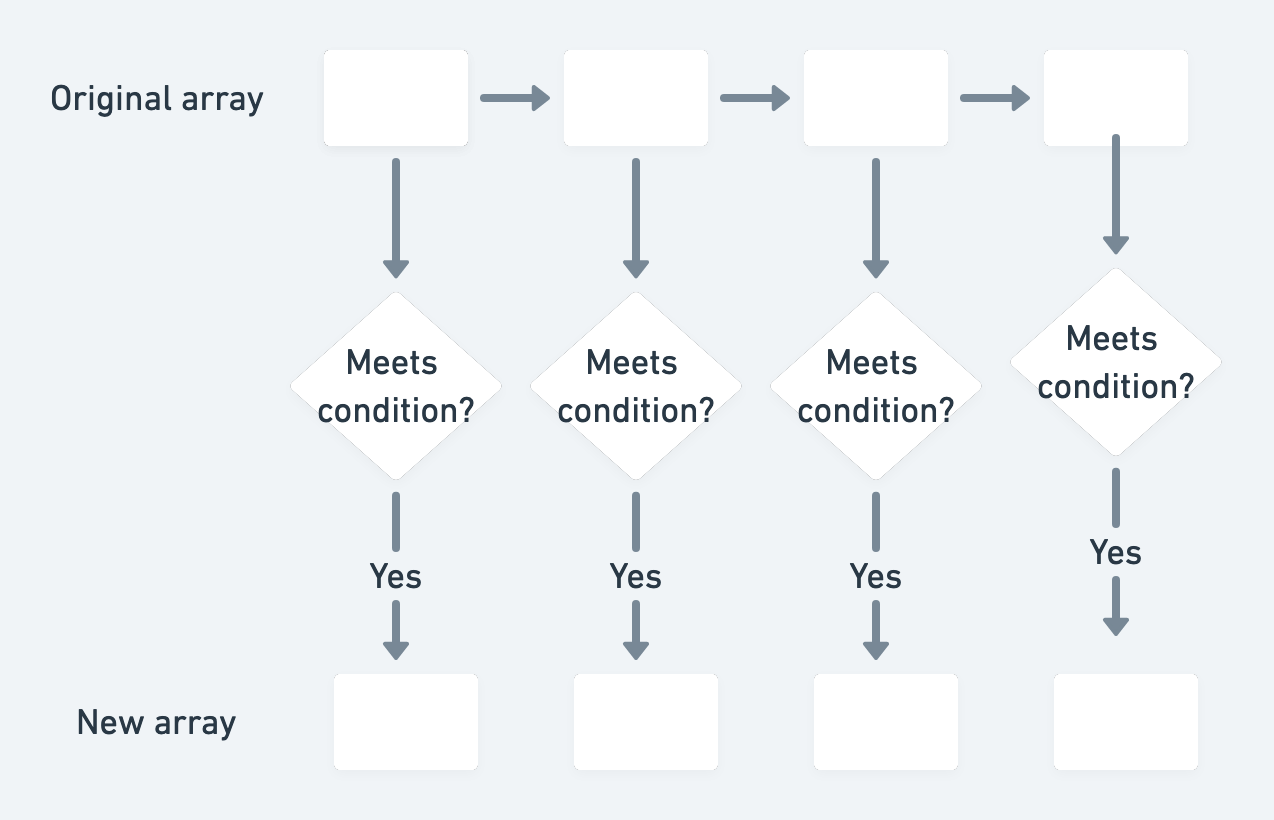 Original array
Meets
condition?
Meets
condition?
Meets
condition?
Meets
condition?
Yes
Yes
Yes
Yes
New array